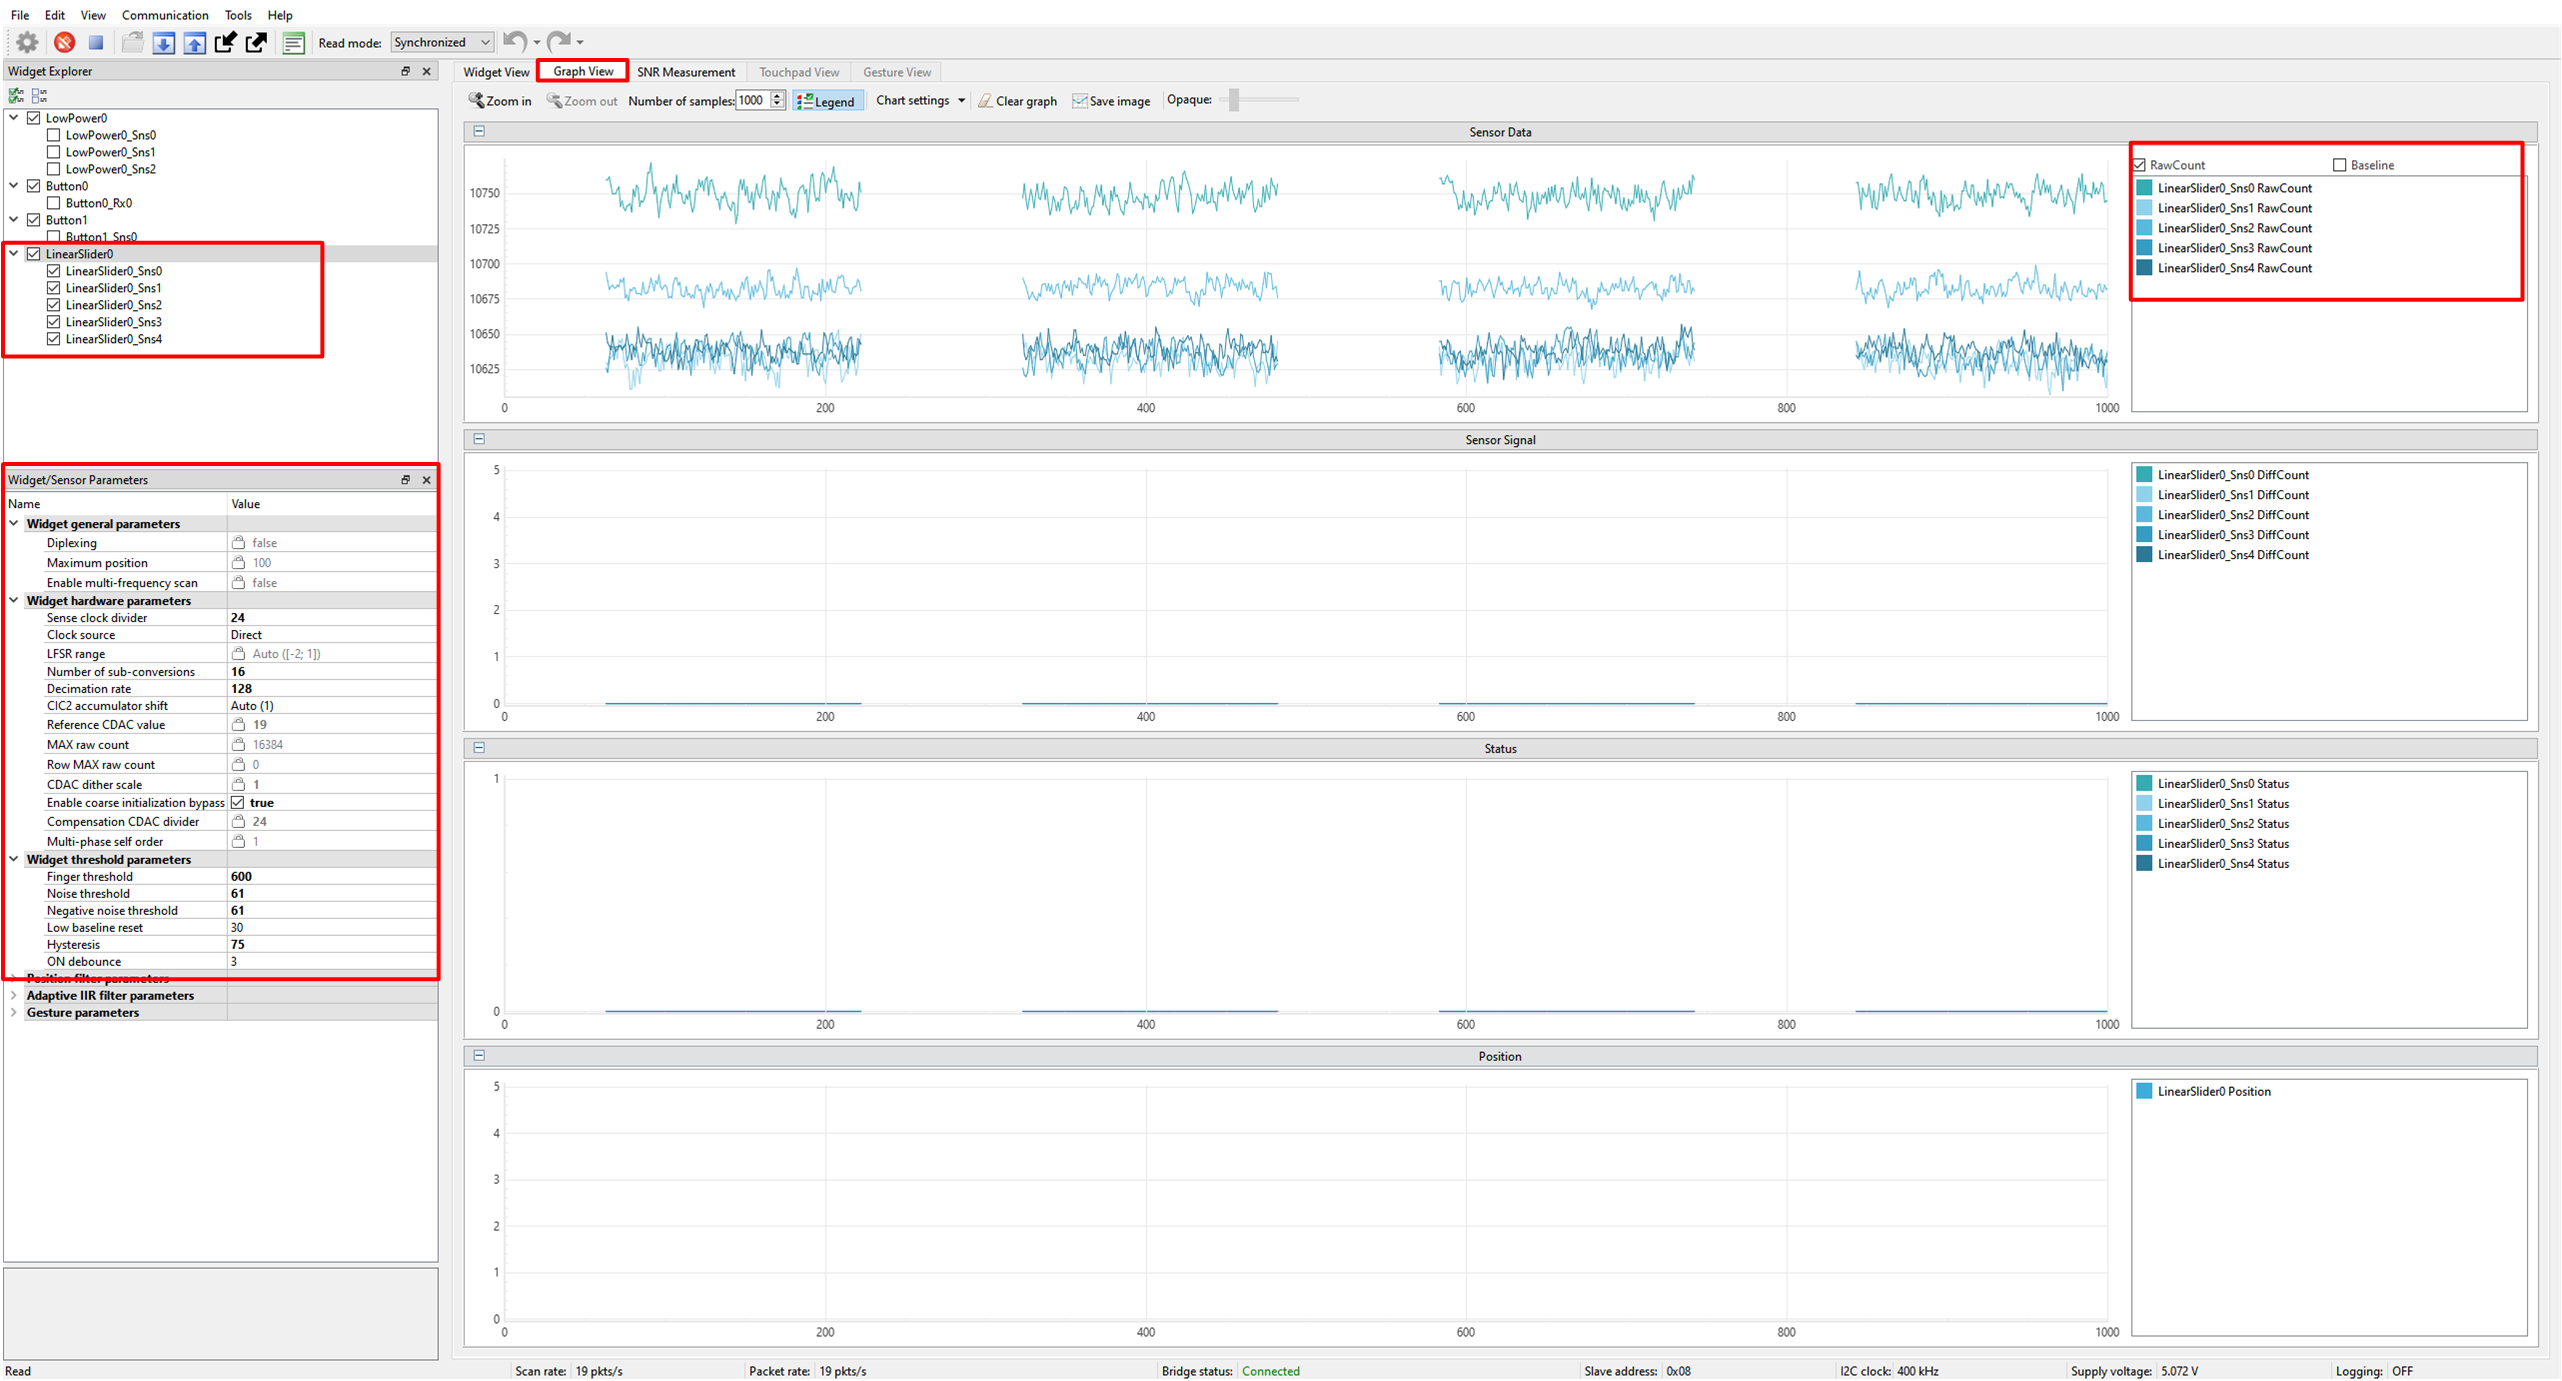 File Edit View Communication Tools Help
Read mode: Synchronized
Widget Explorer
LowPower0
LowPower0_Sns0
LowPower0_Sns1
LowPower0_Sns2
Button0
Button0_Rx0
Button1
Button1_Sns0
LinearSlider0
LinearSlider0_Sns0
LinearSlider0_Sns1
LinearSlider0_Sns2
LinearSlider0_Sns3
LinearSlider0_Sns4
Widget/Sensor Parameters
Name Value
Widget general parameters
Diplexing false
Maximum position 100
Enable multi-frequency scan false
Widget hardware parameters
Sense clock divider 24
Clock source Direct
LFSR range Auto ([-2; 1])
Number of sub-conversions 16
Decimation rate 128
CIC2 accumulator shift Auto (1)
Reference CDAC value 19
MAX raw count 16384
Row MAX raw count 0
CDAC dither scale 1
Enable coarse initialization bypass true
Compensation CDAC divider 24
Multi-phase self order 1
Widget threshold parameters
Finger threshold 600
Noise threshold 61
Negative noise threshold 61
Low baseline reset 30
Hysteresis 75
ON debounce 3
Position filter parameters
Adaptive IIR filter parameters
Gesture parameters
Widget View Graph View SNR Measurement Touchpad View Gesture View
Zoom in Zoom out Number of samples: 1000 Legend Chart settings Clear graph Save image Opaque:
Sensor Data
10750
10725
10700
10675
10650
10625
0 200 400 600 800 1000
RawCount Baseline
LinearSlider0_Sns0 RawCount
LinearSlider0_Sns1 RawCount
LinearSlider0_Sns2 RawCount
LinearSlider0_Sns3 RawCount
LinearSlider0_Sns4 RawCount
Sensor Signal
5
4
3
2
1
0
0 200 400 600 800 1000
LinearSlider0_Sns0 DiffCount
LinearSlider0_Sns1 DiffCount
LinearSlider0_Sns2 DiffCount
LinearSlider0_Sns3 DiffCount
LinearSlider0_Sns4 DiffCount
Status
1
0
0 200 400 600 800 1000
LinearSlider0_Sns0 Status
LinearSlider0_Sns1 Status
LinearSlider0_Sns2 Status
LinearSlider0_Sns3 Status
LinearSlider0_Sns4 Status
Position
5
4
3
2
1
0
0 200 400 600 800 1000
LinearSlider0 Position
Read Scan rate: 19 pkts/s Packet rate: 19 pkts/s Bridge status: Connected Slave address: 0x08 I2C clock: 400 kHz Supply voltage: 5.072 V Logging: OFF